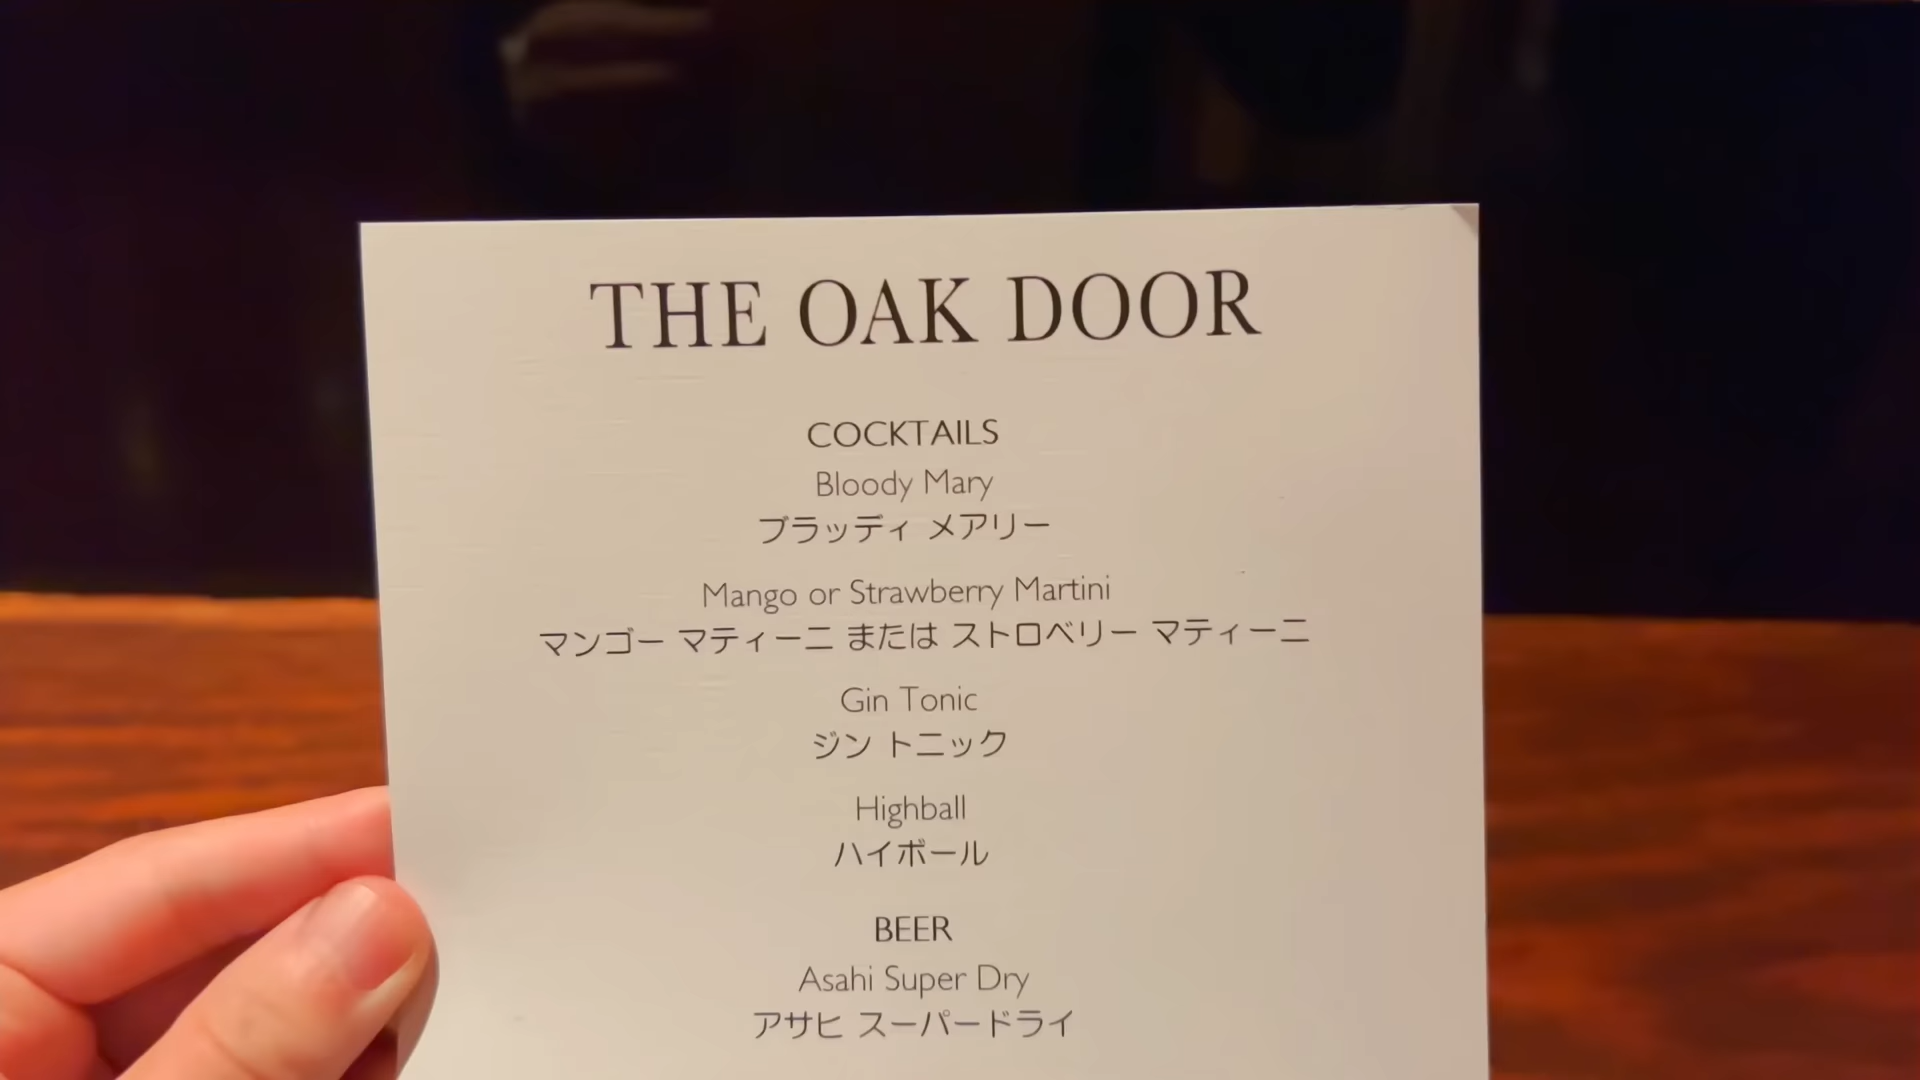 THE OAK DOOR
COCKTAILS
Bloody Mary
ブラッディ メアリー
Mango or Strawberry Martini
マンゴー マティーニ または ストロベリー マティーニ
Gin Tonic
ジン トニック
Highball
ハイボール
BEER
Asahi Super Dry
アサヒ スーパードライ